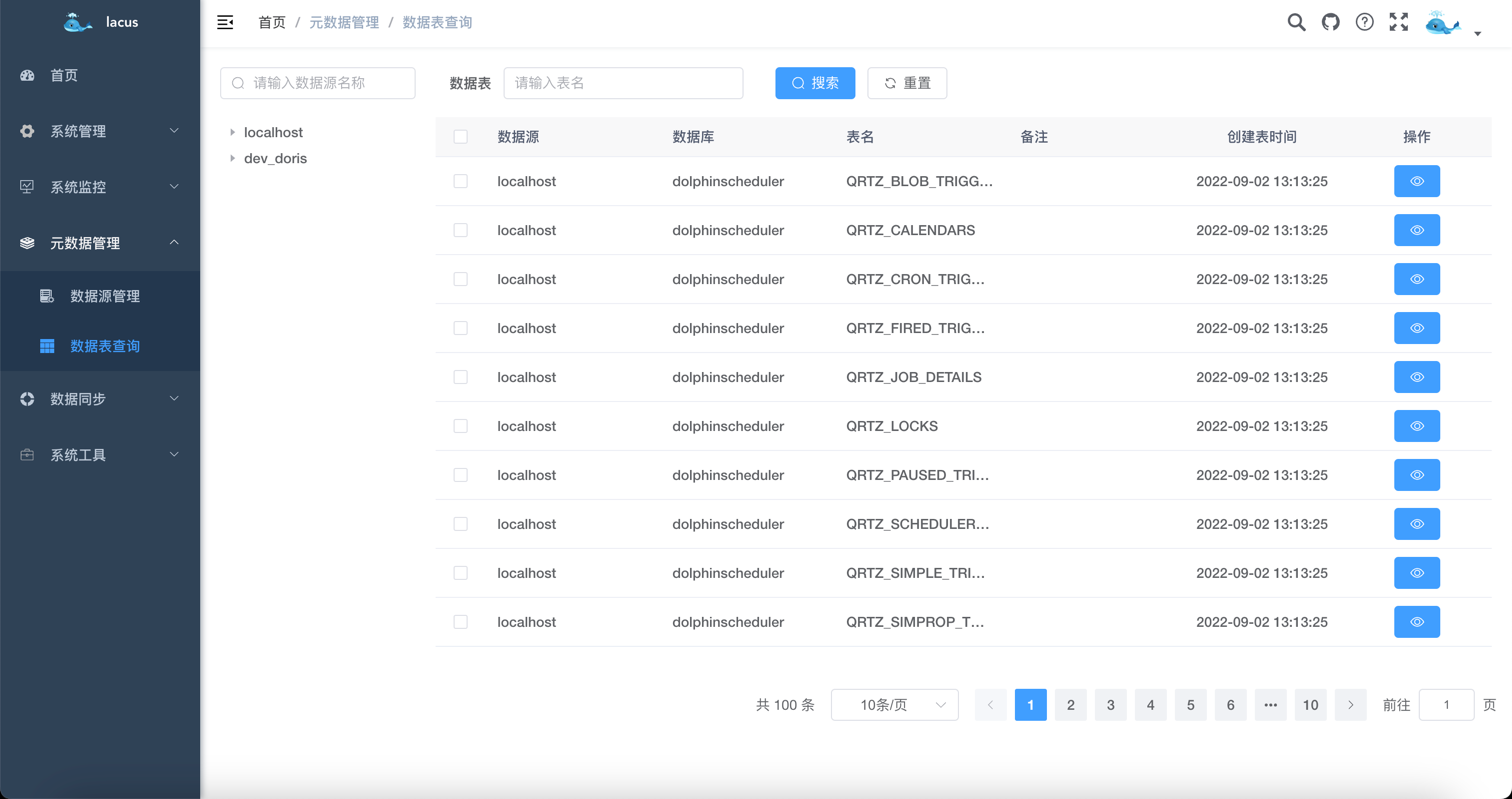 lacus
首页 / 元数据管理 / 数据表查询
首页
系统管理
系统监控
元数据管理
数据源管理
数据表查询
数据同步
系统工具
请输入数据源名称
数据表 请输入表名 搜索 重置
localhost
dev_doris
数据源 数据库 表名 备注 创建表时间 操作
localhost dolphinscheduler QRTZ_BLOB_TRIGG... 2022-09-02 13:13:25
localhost dolphinscheduler QRTZ_CALENDARS 2022-09-02 13:13:25
localhost dolphinscheduler QRTZ_CRON_TRIG... 2022-09-02 13:13:25
localhost dolphinscheduler QRTZ_FIRED_TRIG... 2022-09-02 13:13:25
localhost dolphinscheduler QRTZ_JOB_DETAILS 2022-09-02 13:13:25
localhost dolphinscheduler QRTZ_LOCKS 2022-09-02 13:13:25
localhost dolphinscheduler QRTZ_PAUSED_TRI... 2022-09-02 13:13:25
localhost dolphinscheduler QRTZ_SCHEDULER... 2022-09-02 13:13:25
localhost dolphinscheduler QRTZ_SIMPLE_TRI... 2022-09-02 13:13:25
localhost dolphinscheduler QRTZ_SIMPROP_T... 2022-09-02 13:13:25
共 100 条 10条/页 1 2 3 4 5 6 ••• 10 前往 1 页